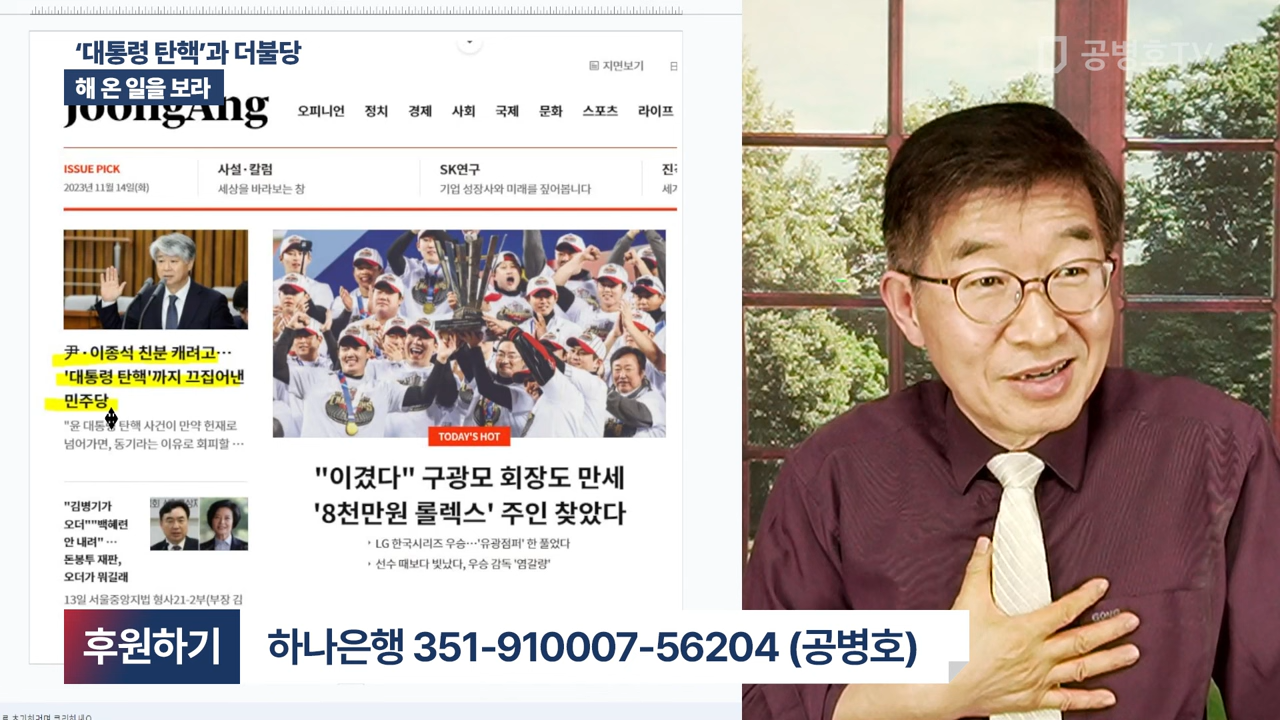 ‘대통령 탄핵’과 더불당
해 온 일을 보라
공병호TV
지면보기
JoongAng
오피니언 정치 경제 사회 국제 문화 스포츠 라이프
ISSUE PICK
2023년 11월 14일(화)
사설·칼럼
세상을 바라보는 창
SK연구
기업 성장사와 미래를 짚어봅니다
尹·이종석 친분 캐려고…
'대통령 탄핵'까지 끄집어낸
민주당
"윤 대통령 탄핵 사건이 만약 헌재로
넘어가면, 동기라는 이유로 회피할 …
TODAY'S HOT
"이겼다" 구광모 회장도 만세
'8천만원 롤렉스' 주인 찾았다
LG 한국시리즈 우승…'유광점퍼' 한 풀었다
선수 때보다 빛났다, 우승 감독 '염갈량'
"김병기가
오더""백혜련
안 내려" …
돈봉투 재판,
오더가 뭐길래
13일 서울중앙지법 형사21-2부(부장 김
후원하기
하나은행 351-910007-56204 (공병호)
GONG